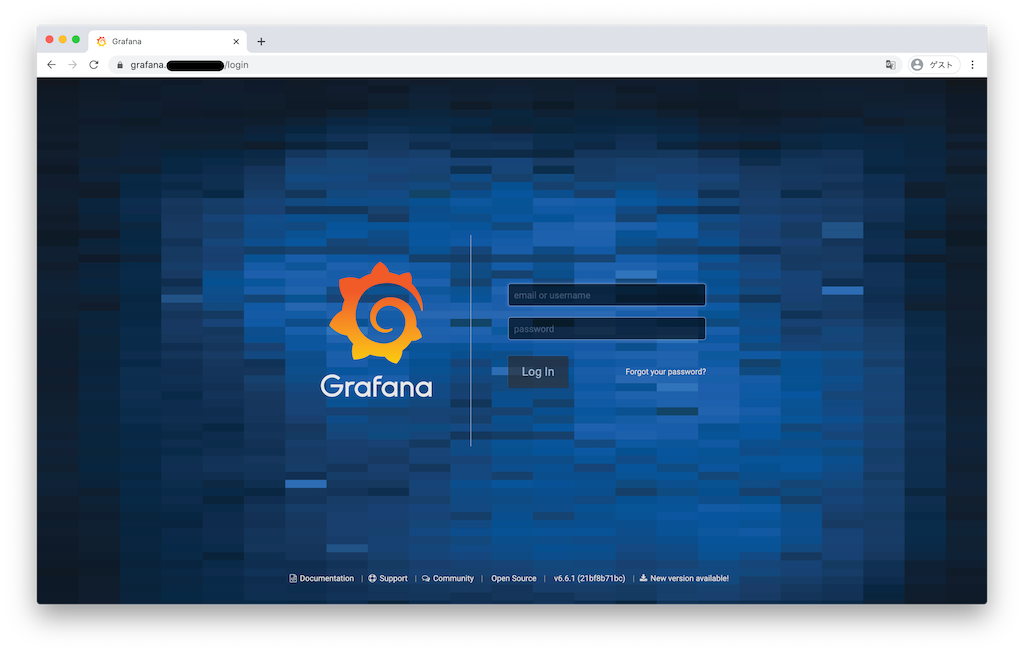 Grafana
grafana. /login
ゲスト
Grafana
email or username
password
Log In
Forgot your password?
Documentation | Support | Community | Open Source | v6.6.1 (21bf8b71bc) | New version available!